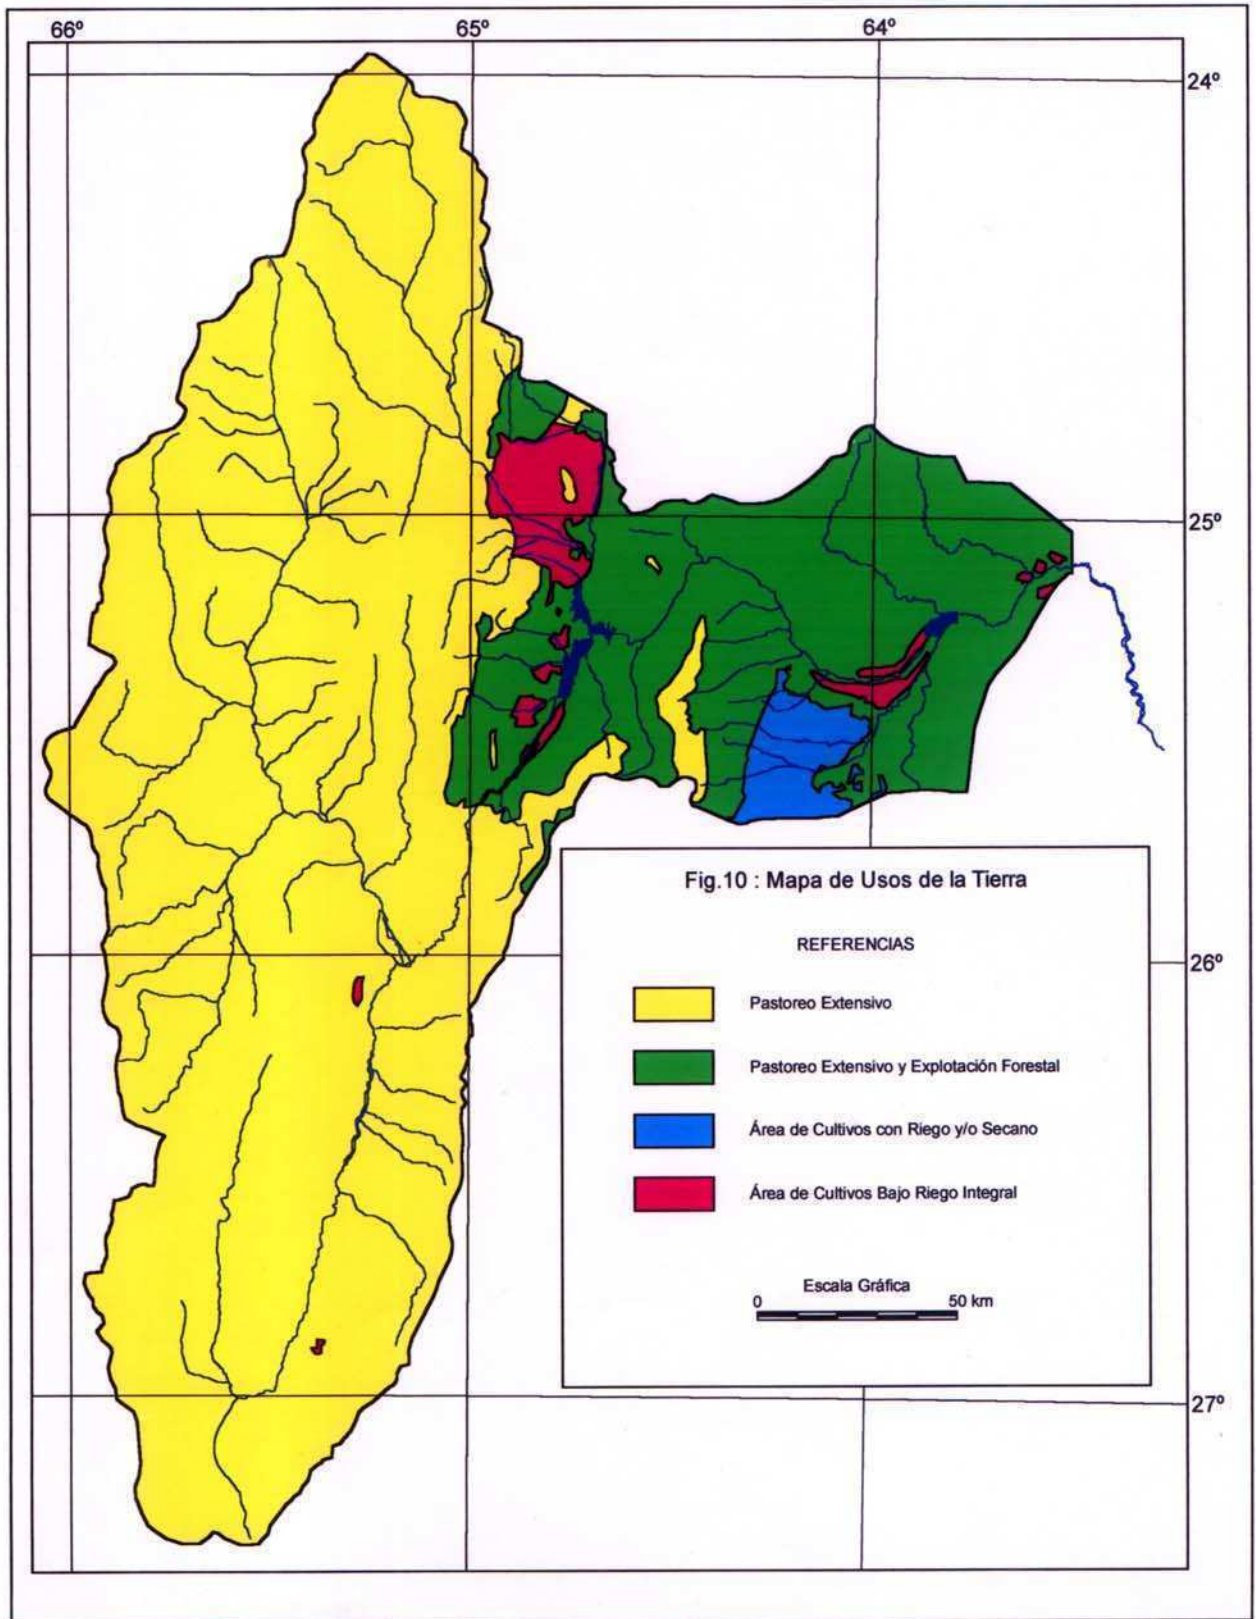 66º 65º 64º
24º
25º
26º
27º
Fig.10 : Mapa de Usos de la Tierra
REFERENCIAS
Pastoreo Extensivo
Pastoreo Extensivo y Explotación Forestal
Área de Cultivos con Riego y/o Secano
Área de Cultivos Bajo Riego Integral
Escala Gráfica
0 50 km